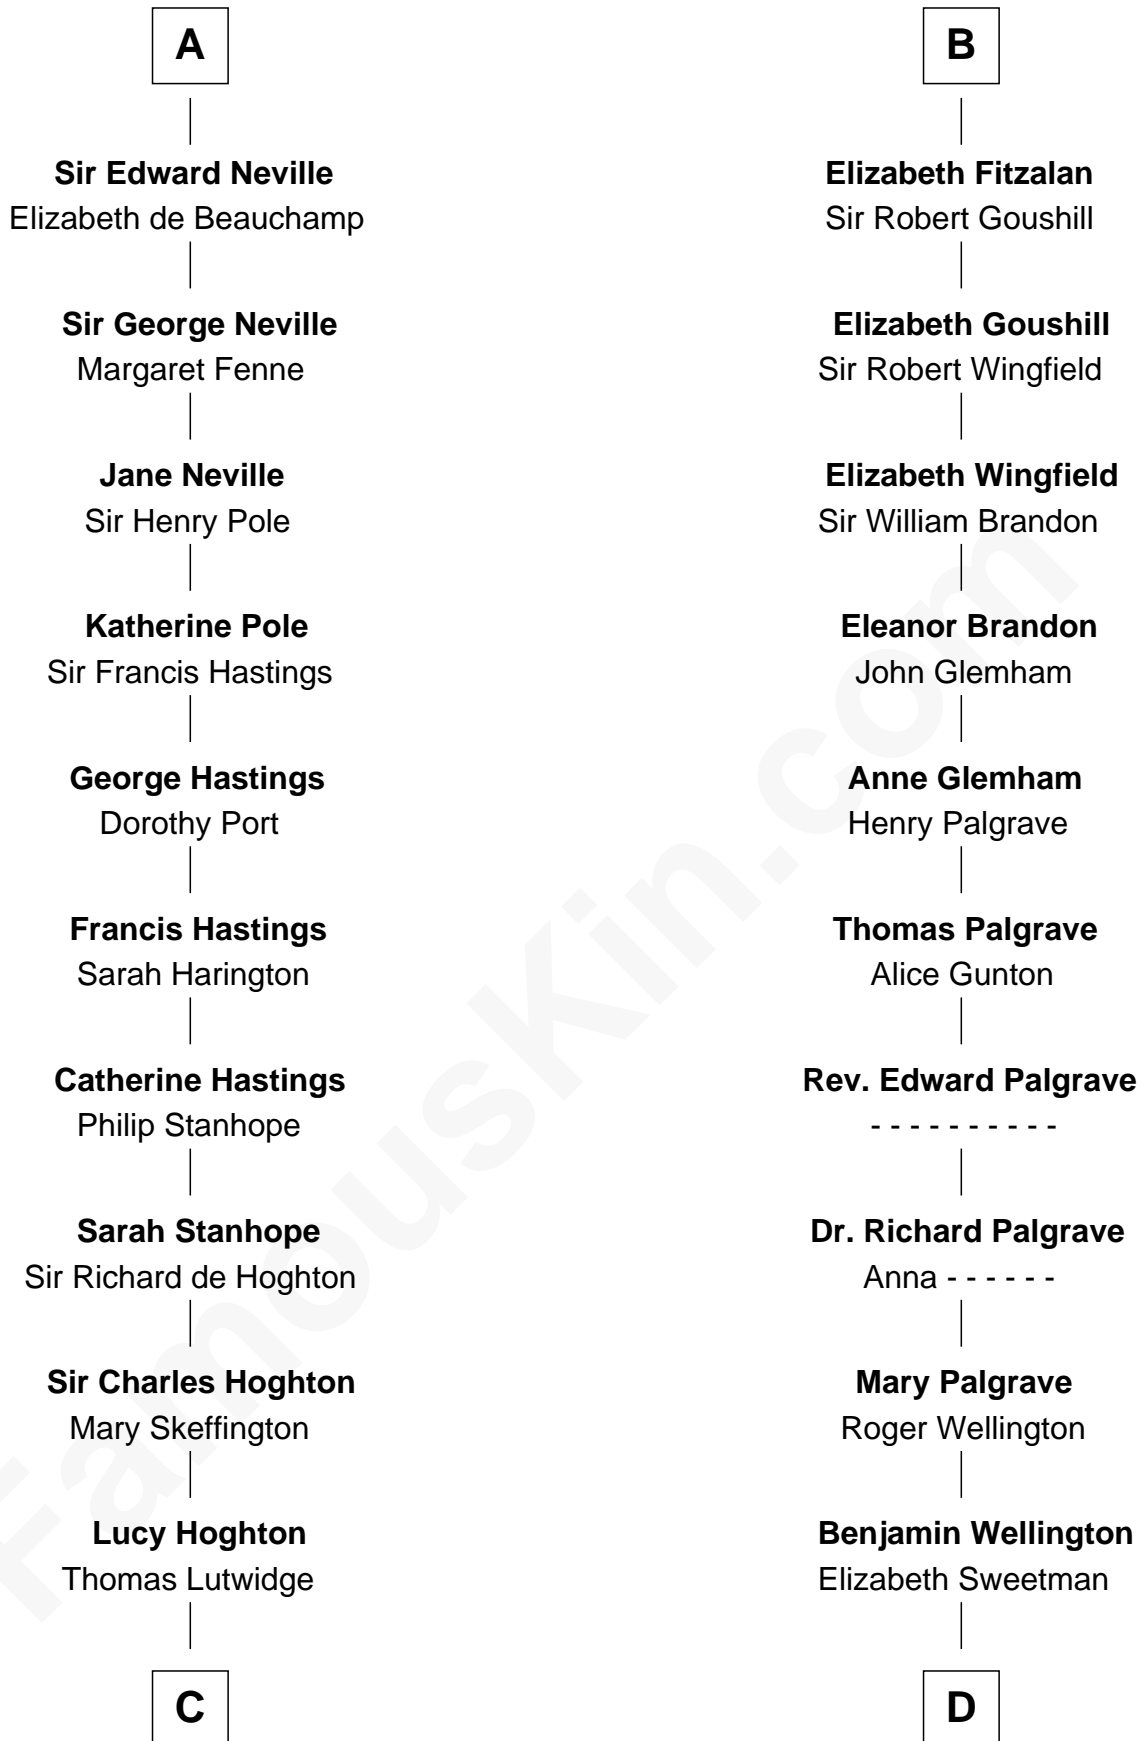 A
Sir Edward Neville
Elizabeth de Beauchamp
Sir George Neville
Margaret Fenne
Jane Neville
Sir Henry Pole
Katherine Pole
Sir Francis Hastings
George Hastings
Dorothy Port
Francis Hastings
Sarah Harington
Catherine Hastings
Philip Stanhope
Sarah Stanhope
Sir Richard de Hoghton
Sir Charles Hoghton
Mary Skeffington
Lucy Hoghton
Thomas Lutwidge
C
B
Elizabeth Fitzalan
Sir Robert Goushill
Elizabeth Goushill
Sir Robert Wingfield
Elizabeth Wingfield
Sir William Brandon
Eleanor Brandon
John Glemham
Anne Glemham
Henry Palgrave
Thomas Palgrave
Alice Gunton
Rev. Edward Palgrave
- - - - - - - - - -
Dr. Richard Palgrave
Anna - - - - - -
Mary Palgrave
Roger Wellington
Benjamin Wellington
Elizabeth Sweetman
D
FamousKin.com